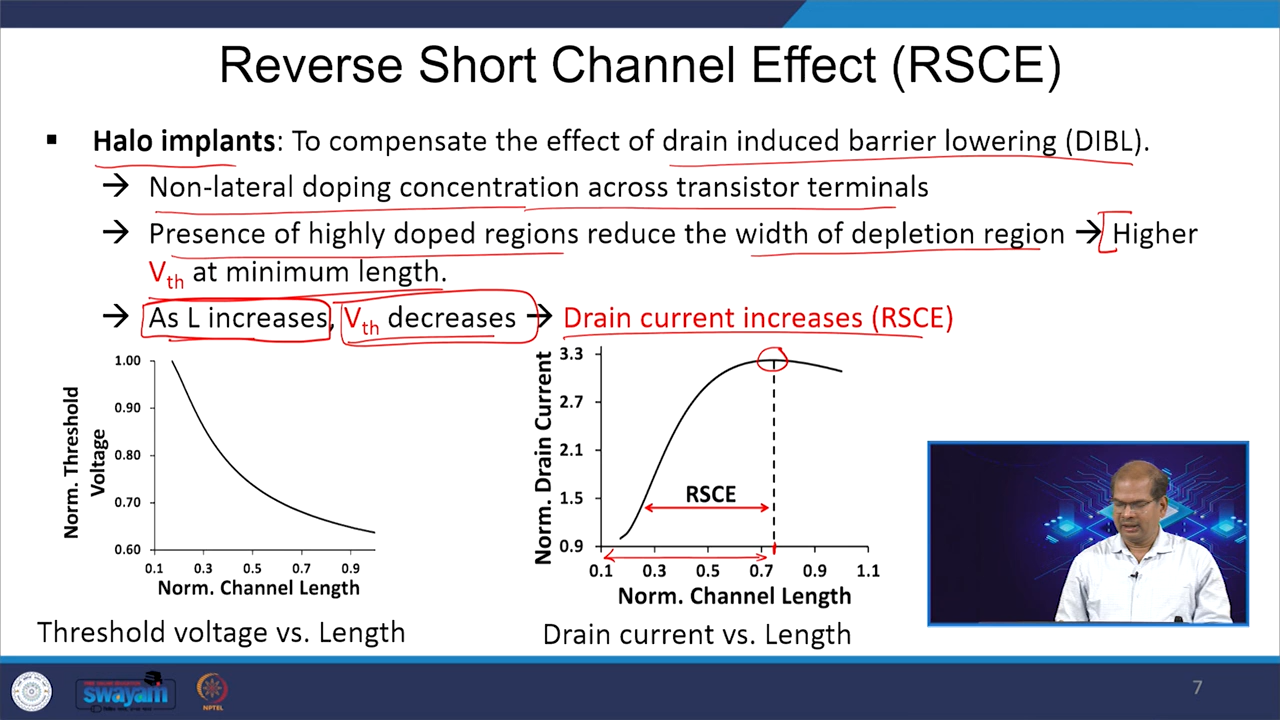 Reverse Short Channel Effect (RSCE)
▪ Halo implants: To compensate the effect of drain induced barrier lowering (DIBL).
→ Non-lateral doping concentration across transistor terminals
→ Presence of highly doped regions reduce the width of depletion region → Higher
Vth at minimum length.
→ As L increases, Vth decreases → Drain current increases (RSCE)
Norm. Threshold
Voltage
1.00
0.90
0.80
0.70
0.60
0.1 0.3 0.5 0.7 0.9
Norm. Channel Length
Threshold voltage vs. Length
Norm. Drain Current
3.3
2.7
2.1
1.5
0.9
RSCE
0.1 0.3 0.5 0.7 0.9 1.1
Norm. Channel Length
Drain current vs. Length
swayam
NPTEL
7